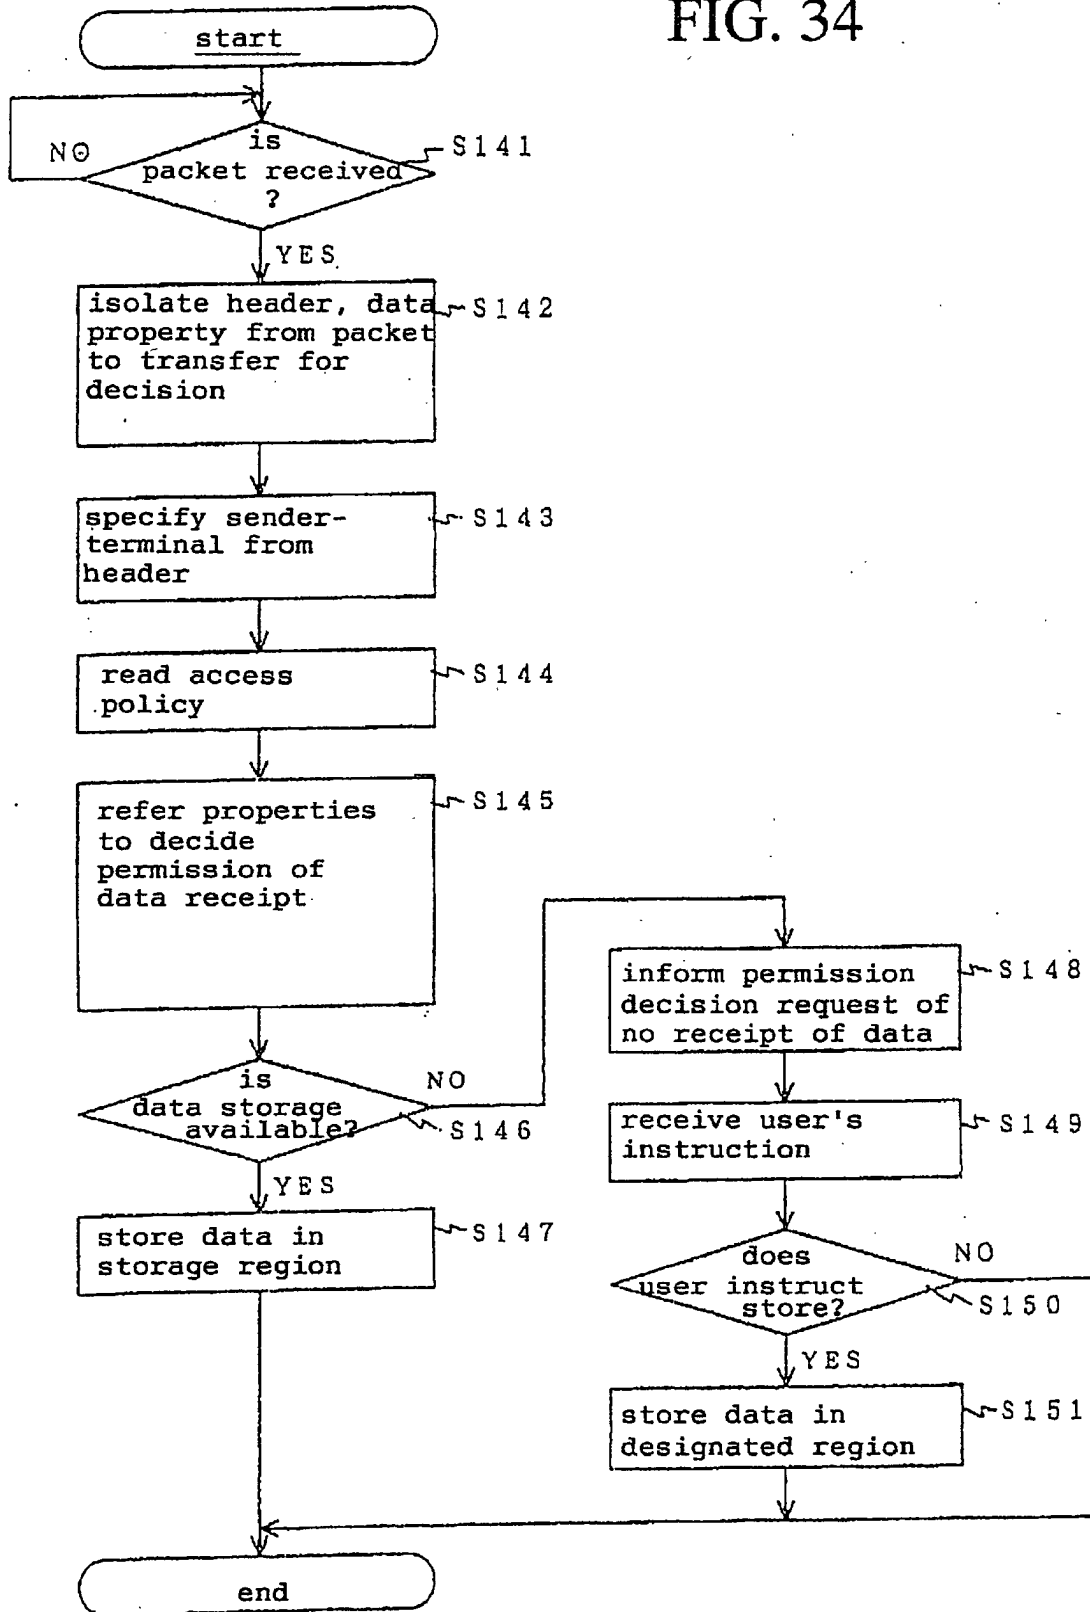 FIG. 34
start
is
packet received
?
NO
S141
YES
isolate header, data
property from packet
to transfer for
decision
S142
specify sender-
terminal from
header
S143
read access
policy
S144
refer properties
to decide
permission of
data receipt
S145
is
data storage
available?
NO
S146
YES
store data in
storage region
S147
inform permission
decision request of
no receipt of data
S148
receive user's
instruction
S149
does
user instruct
store?
NO
S150
YES
store data in
designated region
S151
end